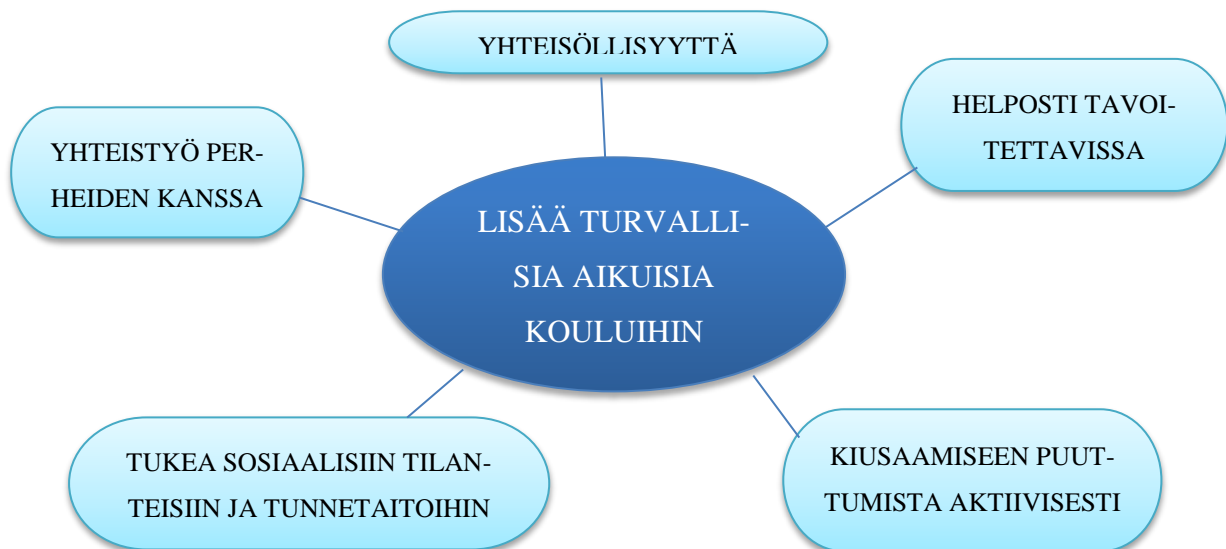 YHTEISÖLLISYYTTÄ
HELPOSTI TAVOI-
TETTAVISSA
YHTEISTYÖ PER-
HEIDEN KANSSA
LISÄÄ TURVALLI-
SIA AIKUISIA
KOULUIHIN
TUKEA SOSIAALISIIN TILAN-
TEISIIN JA TUNNETAITOIHIN
KIUSAAMISEEN PUUT-
TUMISTA AKTIIVISESTI